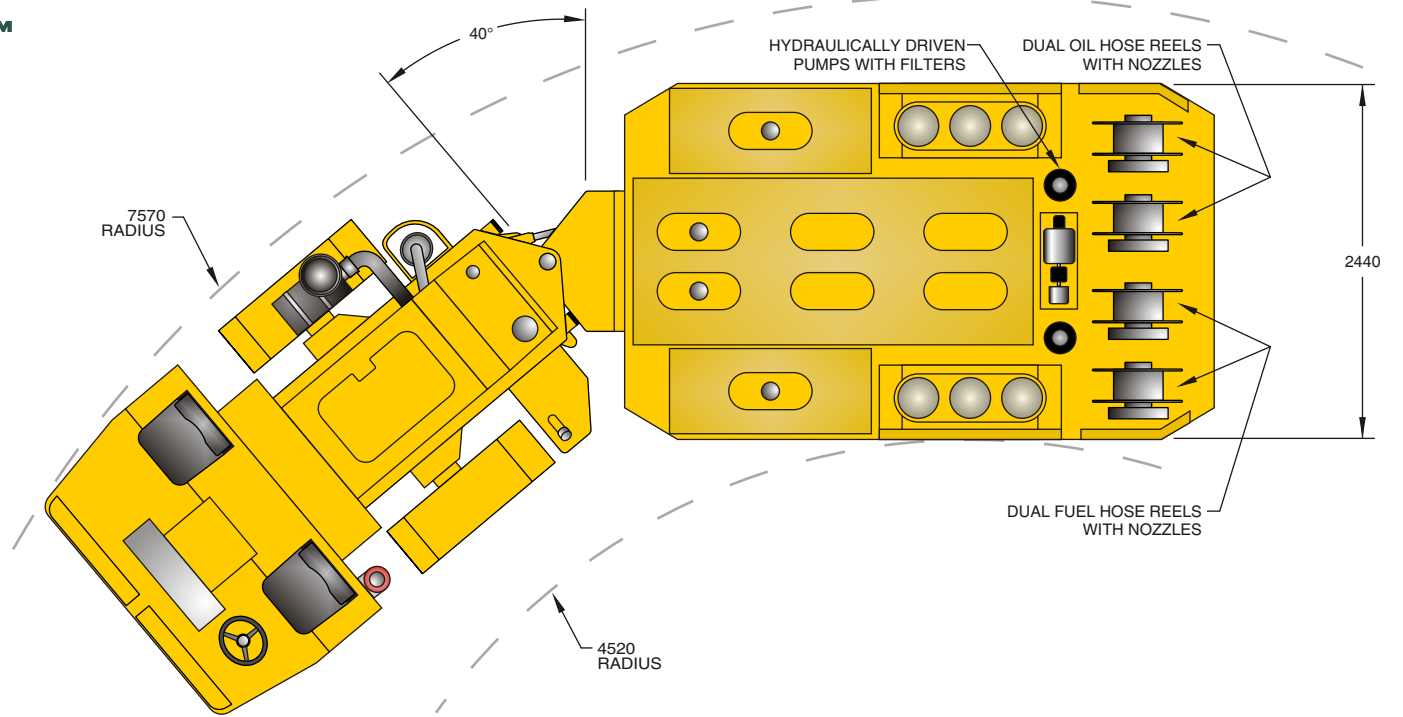 M
40°
HYDRAULICALLY DRIVEN
PUMPS WITH FILTERS
DUAL OIL HOSE REELS
WITH NOZZLES
7570
RADIUS
2440
DUAL FUEL HOSE REELS
WITH NOZZLES
4520
RADIUS